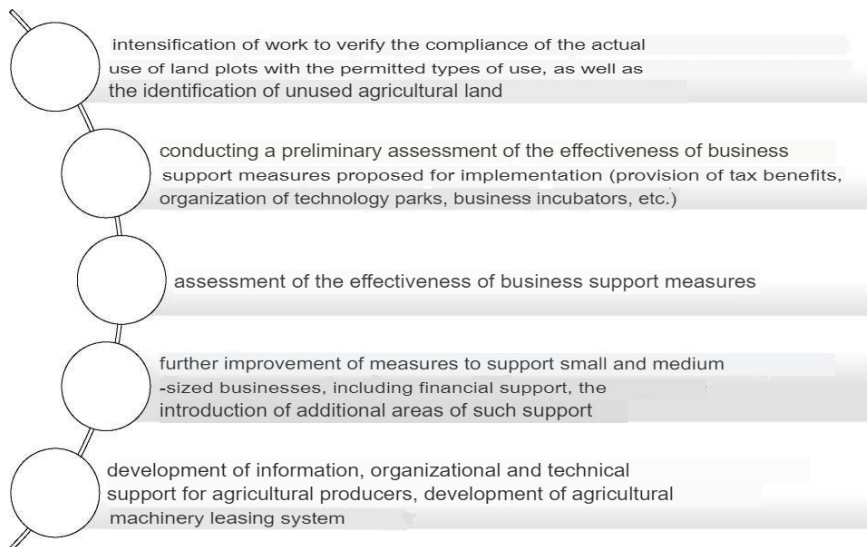 intensification of work to verify the compliance of the actual
use of land plots with the permitted types of use, as well as
the identification of unused agricultural land
conducting a preliminary assessment of the effectiveness of business
support measures proposed for implementation (provision of tax benefits,
organization of technology parks, business incubators, etc.)
assessment of the effectiveness of business support measures
further improvement of measures to support small and medium
-sized businesses, including financial support, the
introduction of additional areas of such support
development of information, organizational and technical
support for agricultural producers, development of agricultural
machinery leasing system